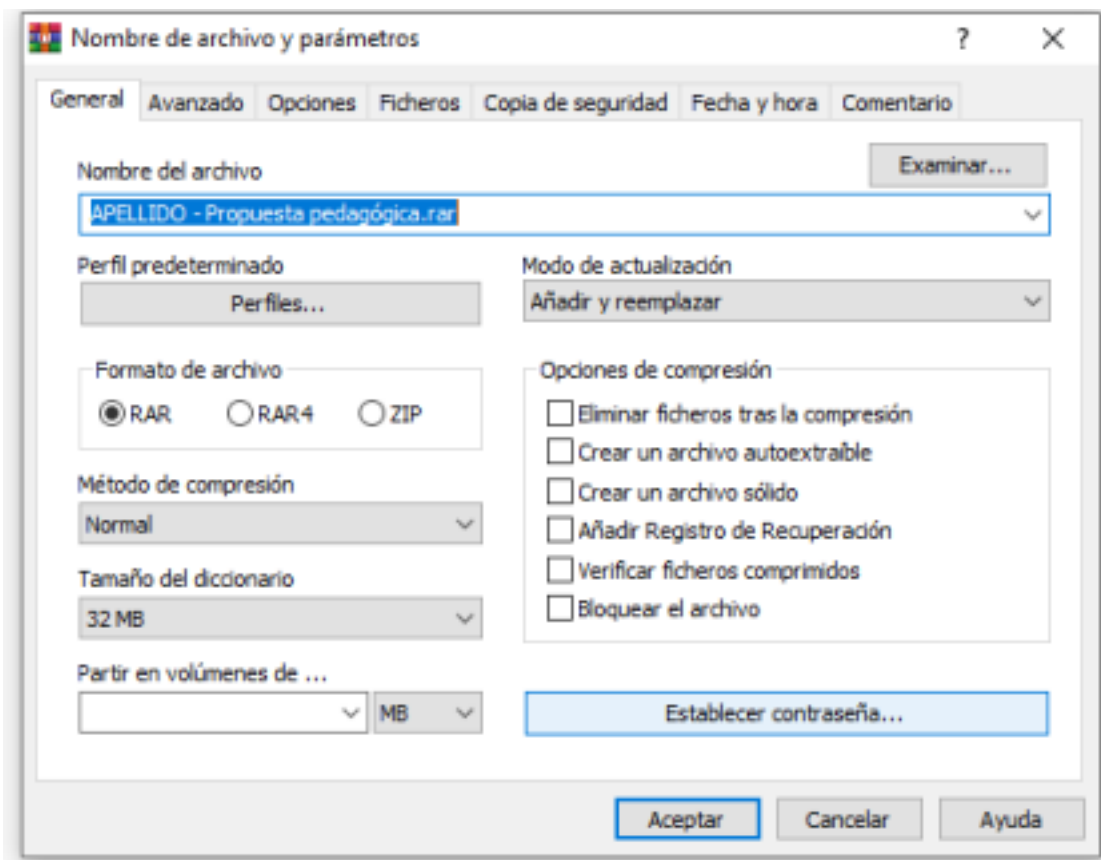 Nombre de archivo y parámetros
General Avanzado Opciones Ficheros Copia de seguridad Fecha y hora Comentario
Nombre del archivo
Examinar...
APELLIDO - Propuesta pedagógica.rar
Perfil predeterminado
Modo de actualización
Perfiles...
Añadir y reemplazar
Formato de archivo
RAR RAR4 ZIP
Opciones de compresión
Eliminar ficheros tras la compresión
Crear un archivo autoextraíble
Crear un archivo sólido
Añadir Registro de Recuperación
Verificar ficheros comprimidos
Bloquear el archivo
Método de compresión
Normal
Tamaño del diccionario
32 MB
Partir en volúmenes de ...
MB
Establecer contraseña...
Aceptar Cancelar Ayuda